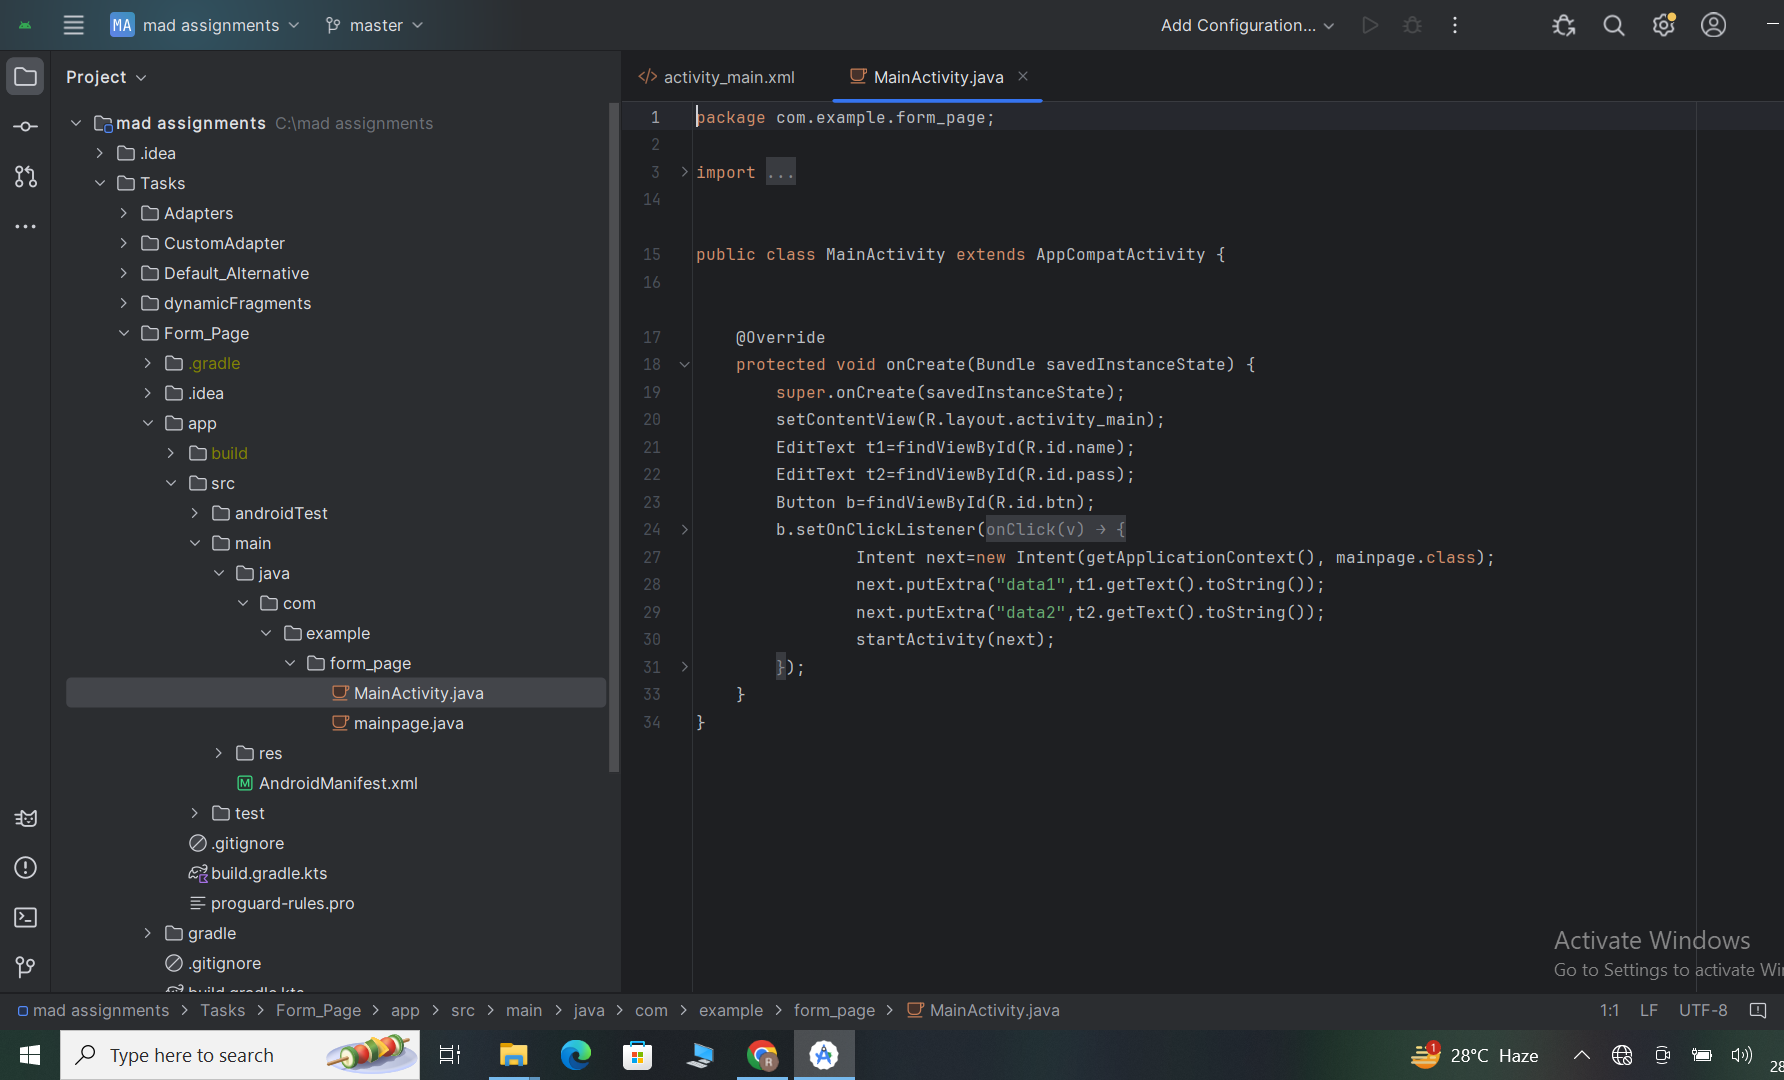 MA mad assignments master Add Configuration...
Project
activity_main.xml MainActivity.java
mad assignments C:\mad assignments
.idea
Tasks
Adapters
CustomAdapter
Default_Alternative
dynamicFragments
Form_Page
.gradle
.idea
app
build
src
androidTest
main
java
com
example
form_page
MainActivity.java
mainpage.java
res
AndroidManifest.xml
test
.gitignore
build.gradle.kts
proguard-rules.pro
gradle
.gitignore
build.gradle.kts
1 package com.example.form_page;
2
3 import ...
14
15 public class MainActivity extends AppCompatActivity {
16
17 @Override
18 protected void onCreate(Bundle savedInstanceState) {
19 super.onCreate(savedInstanceState);
20 setContentView(R.layout.activity_main);
21 EditText t1=findViewById(R.id.name);
22 EditText t2=findViewById(R.id.pass);
23 Button b=findViewById(R.id.btn);
24 b.setOnClickListener(onClick(v) → {
27 Intent next=new Intent(getApplicationContext(), mainpage.class);
28 next.putExtra("data1",t1.getText().toString());
29 next.putExtra("data2",t2.getText().toString());
30 startActivity(next);
31 });
33 }
34 }
Activate Windows
Go to Settings to activate Wi
mad assignments > Tasks > Form_Page > app > src > main > java > com > example > form_page > MainActivity.java 1:1 LF UTF-8
Type here to search R 1 28°C Haze 28